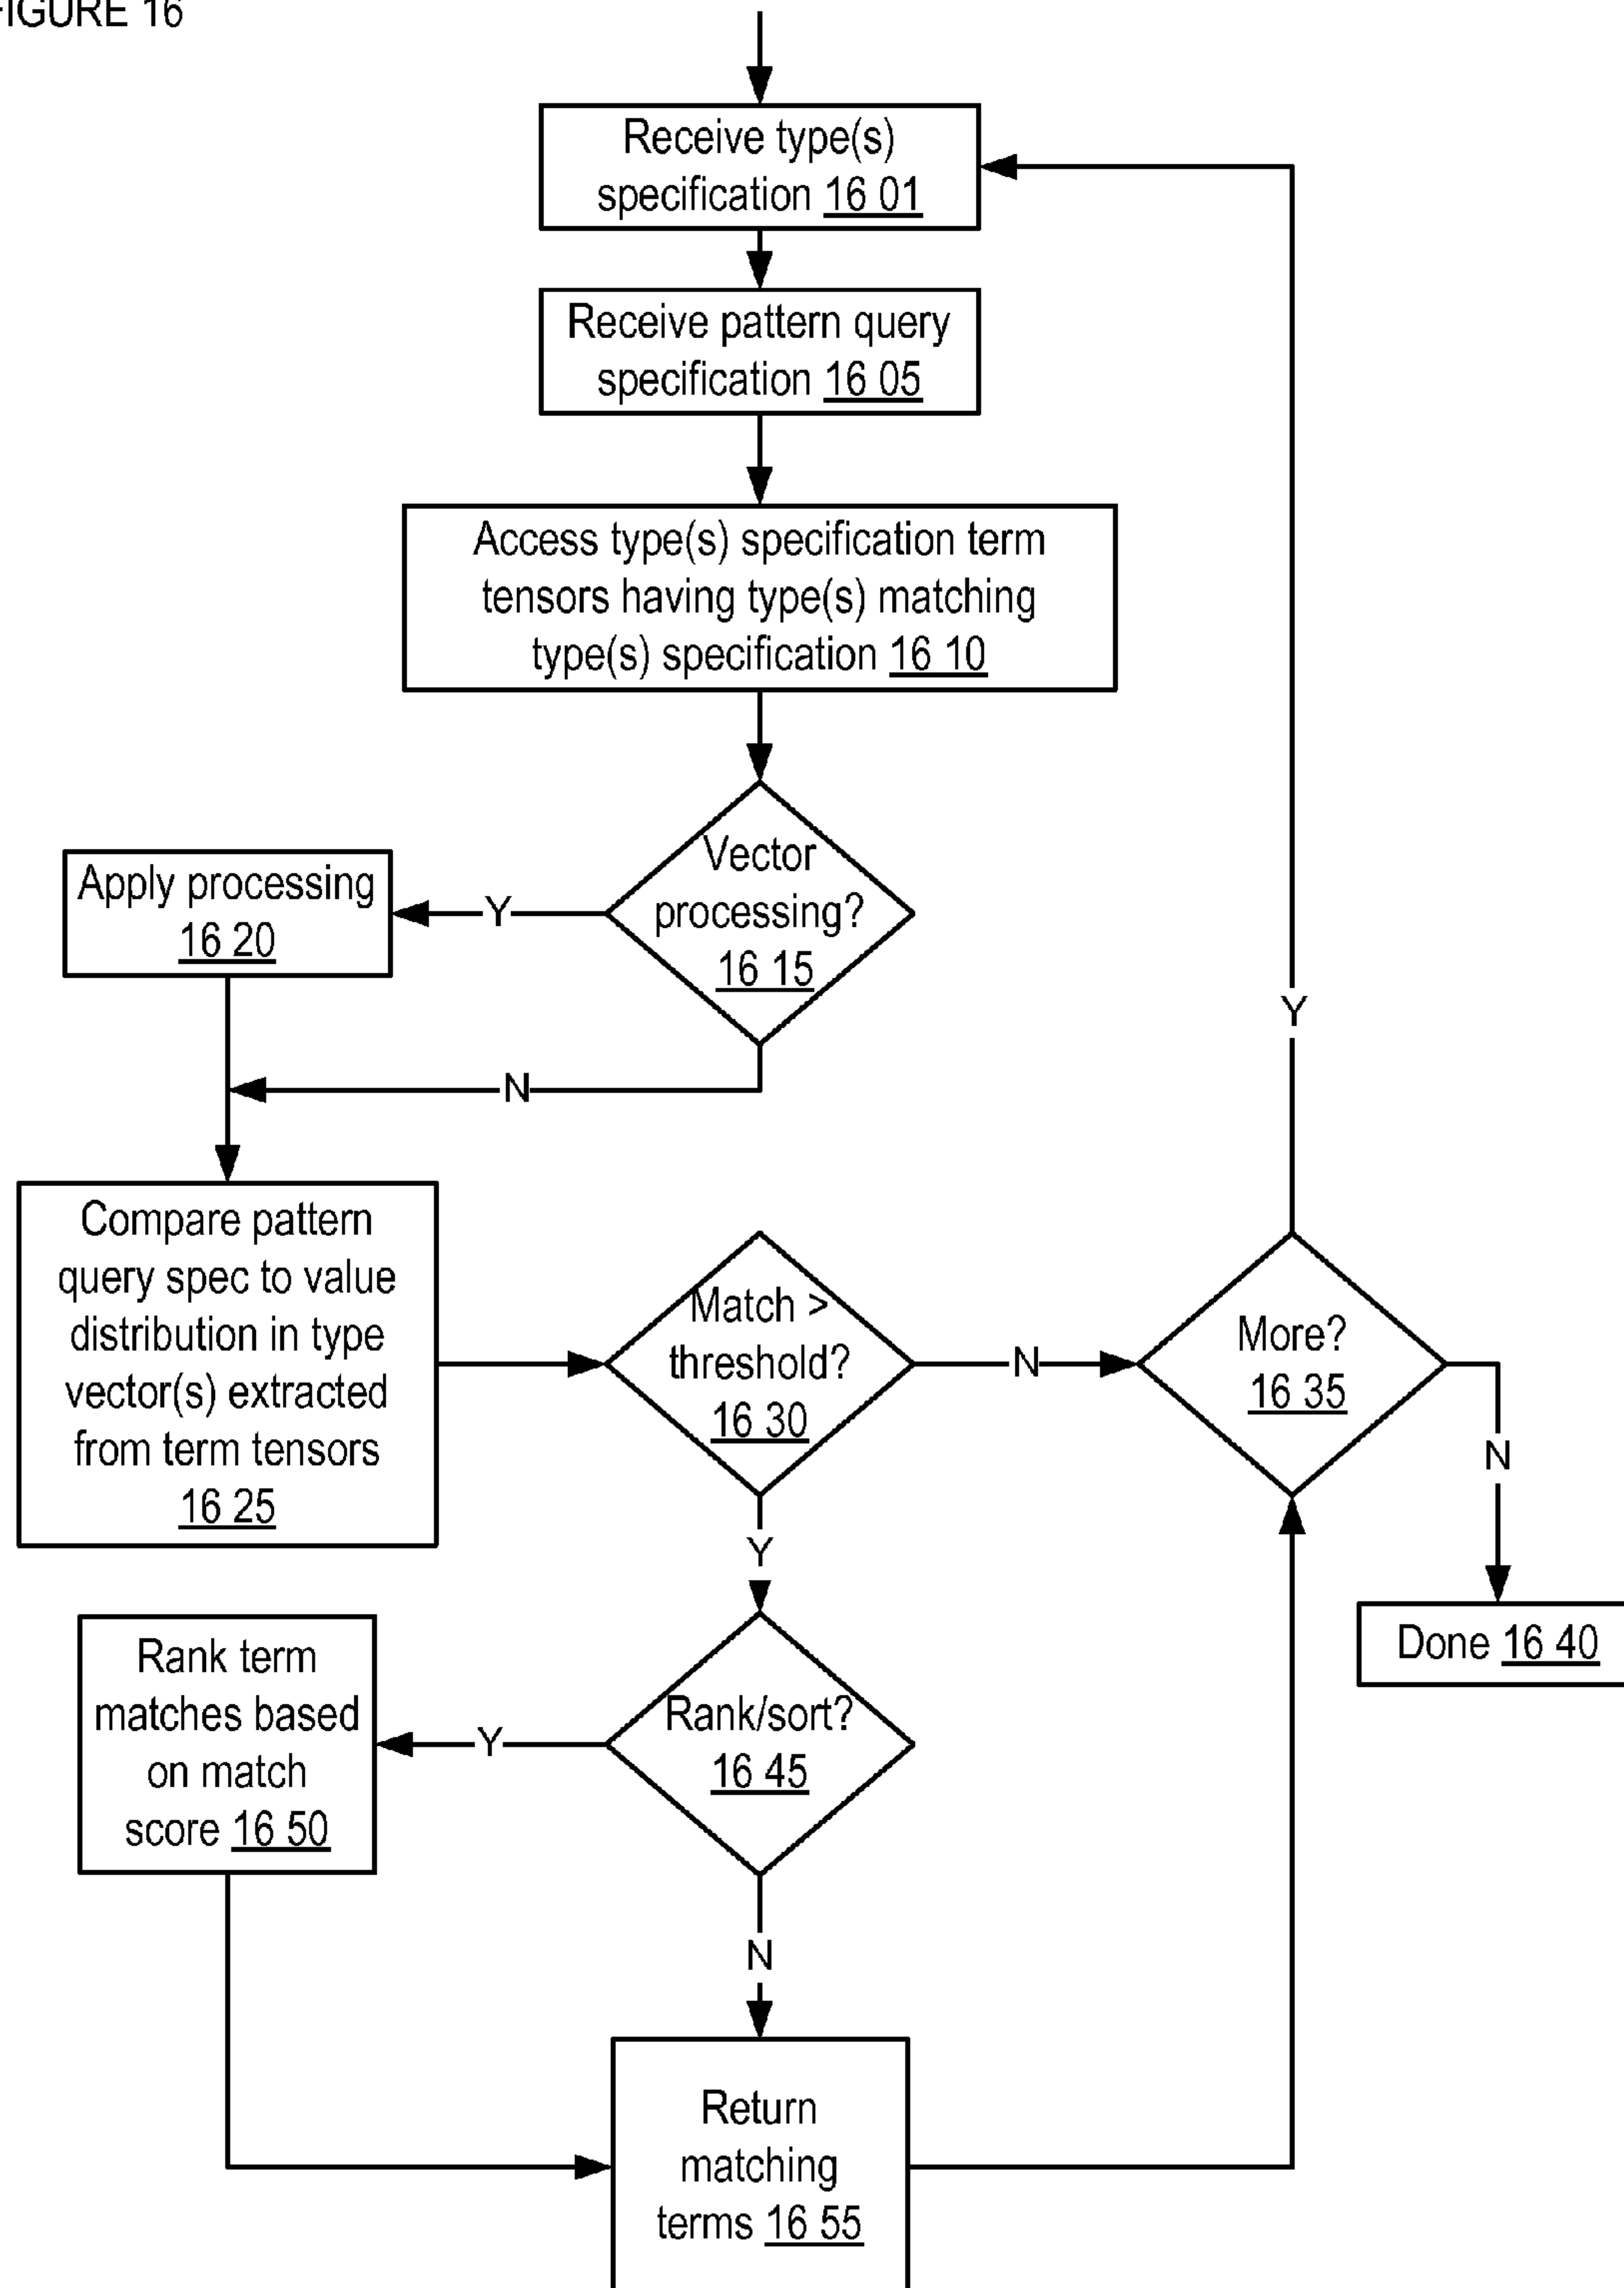 FIGURE 16
Receive type(s)
specification 16 01
Receive pattern query
specification 16 05
Access type(s) specification term
tensors having type(s) matching
type(s) specification 16 10
Vector
processing?
16 15
Y
Apply processing
16 20
N
Y
Compare pattern
query spec to value
distribution in type
vector(s) extracted
from term tensors
16 25
Match >
threshold?
16 30
N
More?
16 35
N
Y
Done 16 40
Rank term
matches based
on match
score 16 50
Y
Rank/sort?
16 45
N
Return
matching
terms 16 55